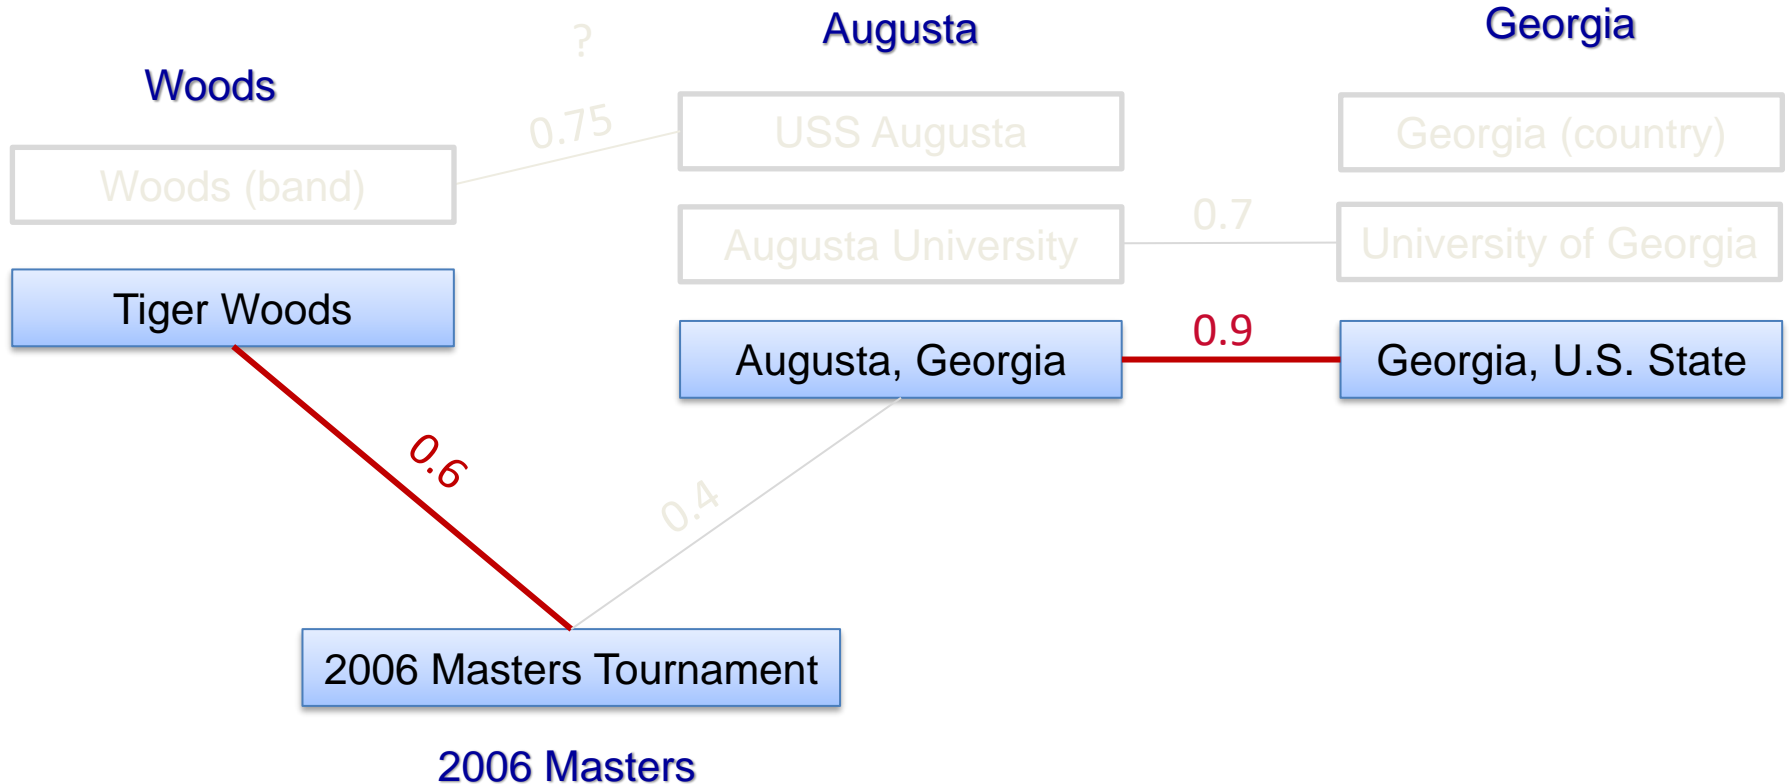 Woods
?
Augusta
Georgia
Woods (band)
0.75
USS Augusta
Georgia (country)
Augusta University
0.7
University of Georgia
Tiger Woods
Augusta, Georgia
0.9
Georgia, U.S. State
0.6
0.4
2006 Masters Tournament
2006 Masters